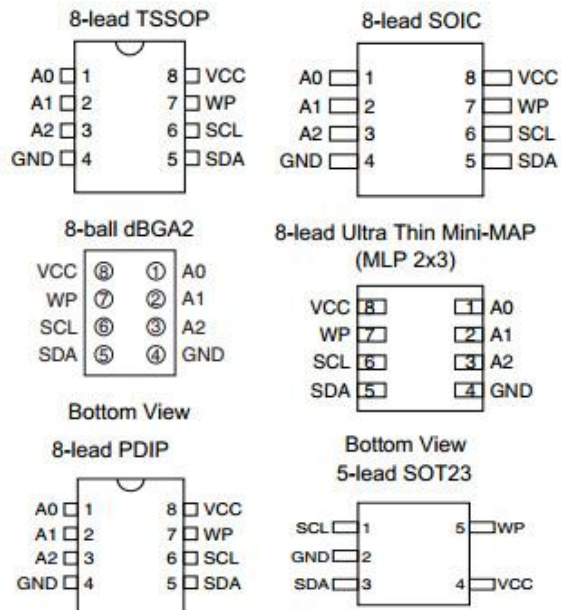 8-lead TSSOP
A0 1 8 VCC
A1 2 7 WP
A2 3 6 SCL
GND 4 5 SDA
8-lead SOIC
A0 1 8 VCC
A1 2 7 WP
A2 3 6 SCL
GND 4 5 SDA
8-ball dBGA2
VCC 8 1 A0
WP 7 2 A1
SCL 6 3 A2
SDA 5 4 GND
Bottom View
8-lead Ultra Thin Mini-MAP
(MLP 2x3)
VCC 8 1 A0
WP 7 2 A1
SCL 6 3 A2
SDA 5 4 GND
Bottom View
8-lead PDIP
A0 1 8 VCC
A1 2 7 WP
A2 3 6 SCL
GND 4 5 SDA
5-lead SOT23
SCL 1 5 WP
GND 2
SDA 3 4 VCC